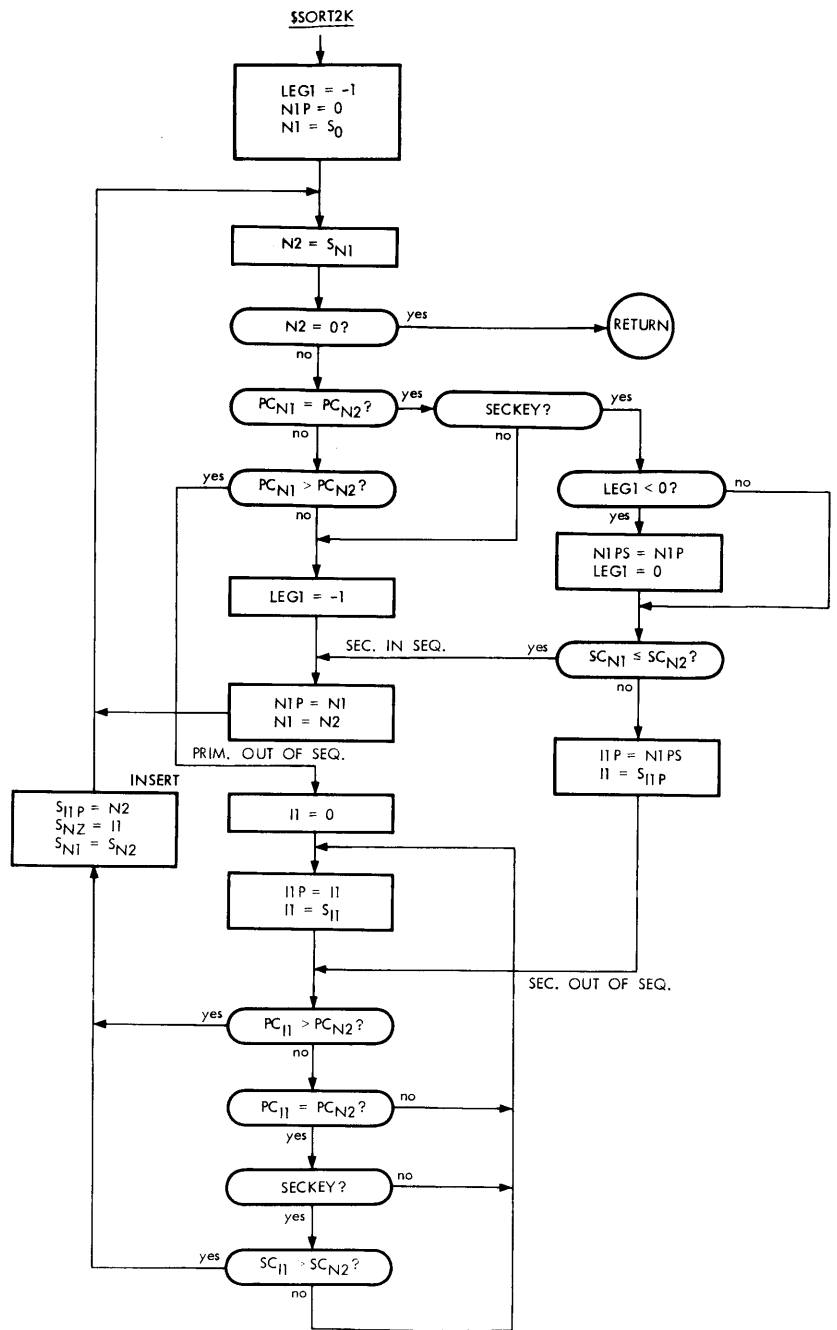 $SORT2K
LEG1 = -1
N1P = 0
N1 = S0
N2 = SN1
N2 = 0?
yes
RETURN
no
PCN1 = PCN2?
yes
SECKEY?
yes
no
no
yes
PCN1 > PCN2?
no
LEG1 < 0?
no
yes
N1PS = N1P
LEG1 = 0
LEG1 = -1
SEC. IN SEQ.
yes
SCN1 ≤ SCN2?
no
N1P = N1
N1 = N2
PRIM. OUT OF SEQ.
I1P = N1PS
I1 = SI1P
INSERT
SI1P = N2
SNZ = I1
SN1 = SN2
I1 = 0
I1P = I1
I1 = SI1
SEC. OUT OF SEQ.
yes
PCI1 > PCN2?
no
PCI1 = PCN2?
no
yes
SECKEY?
no
yes
yes
SCI1 > SCN2?
no